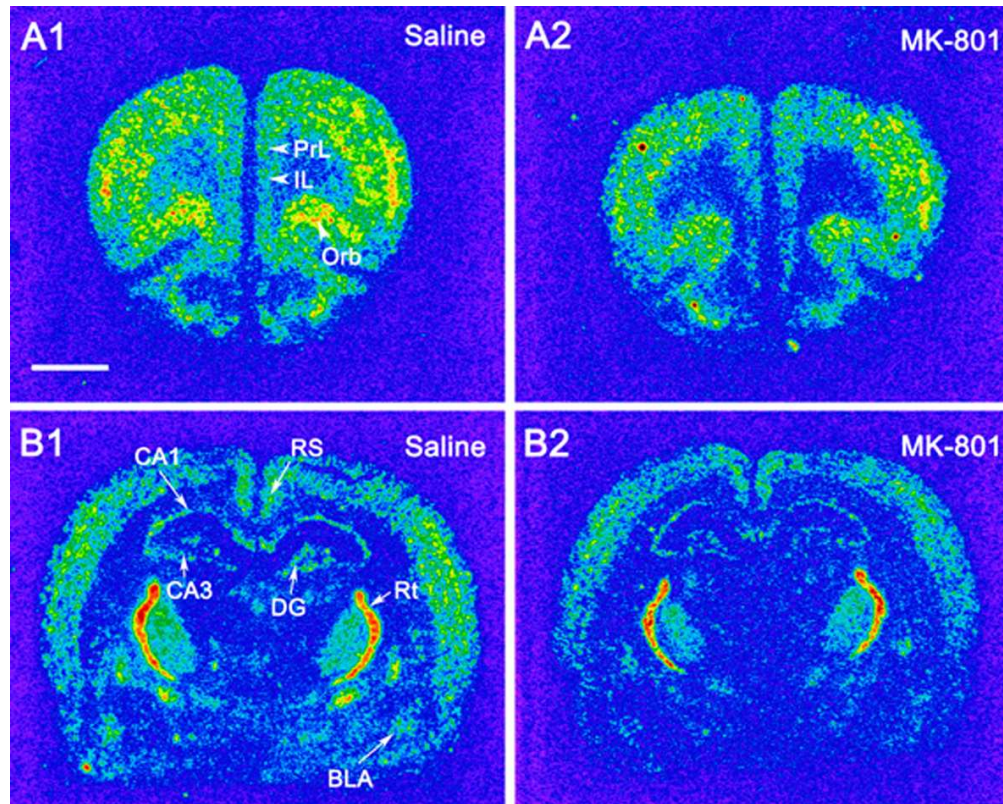 A1
Saline
PrL
IL
Orb
A2
MK-801
B1
Saline
CA1
RS
CA3
DG
Rt
BLA
B2
MK-801